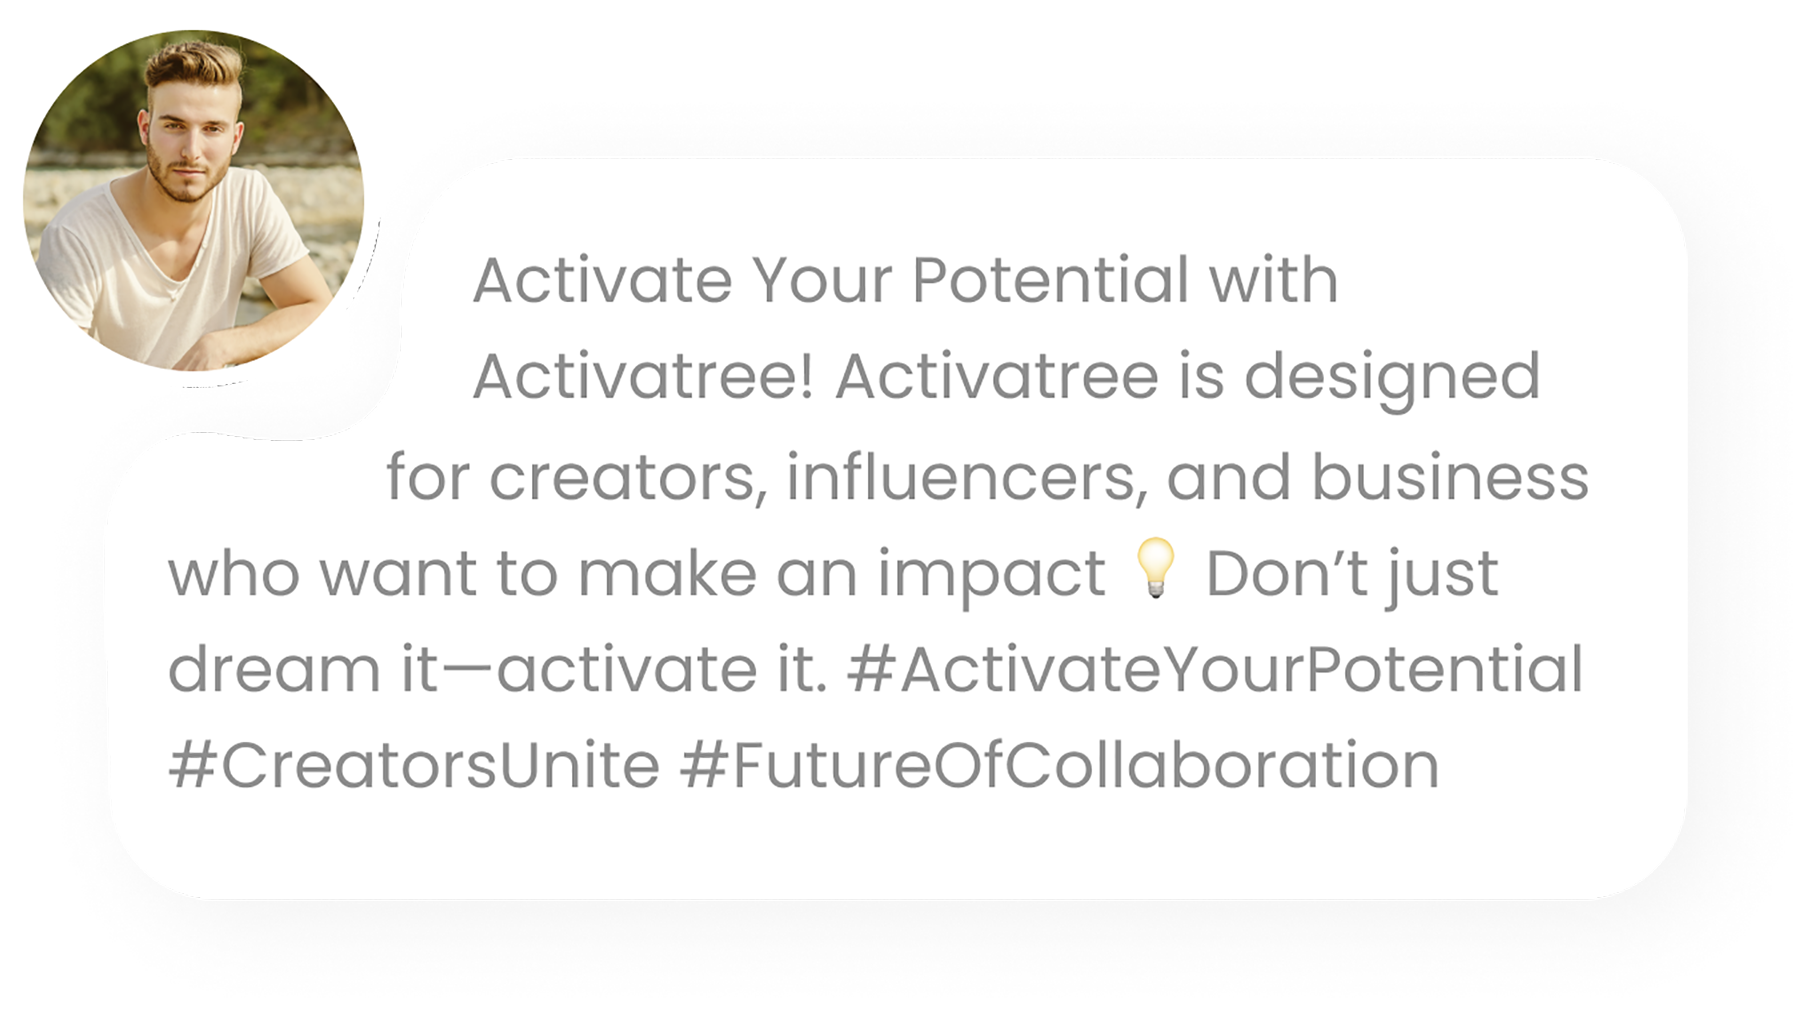 Activate Your Potential with
Activatree! Activatree is designed
for creators, influencers, and business
who want to make an impact 💡 Don’t just
dream it—activate it. #ActivateYourPotential
#CreatorsUnite #FutureOfCollaboration